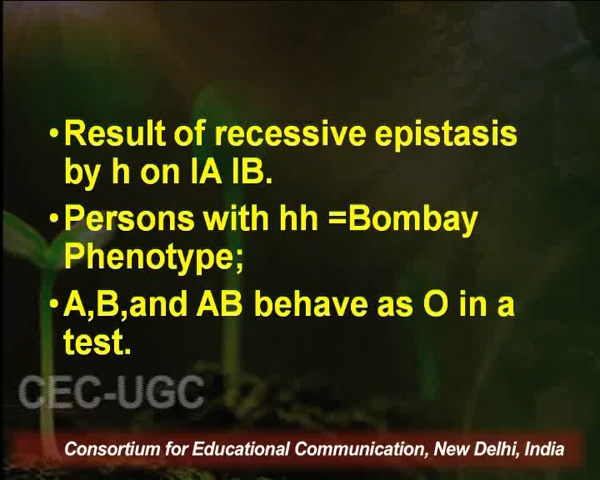 •Result of recessive epistasis
by h on IA IB.
•Persons with hh =Bombay
Phenotype;
•A,B,and AB behave as O in a
test.
CEC-UGC
Consortium for Educational Communication, New Delhi, India